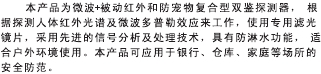 本产品为微波+被动红外和防宠物复合型双鉴探测器，根
据探测人体红外光谱及微波多普勒效应来工作，使用专用滤光
镜片，采用先进的信号分析及处理技术，具有防淋水功能，适
合户外环境使用。本产品可应用于银行、仓库、家庭等场所的
安全防范。